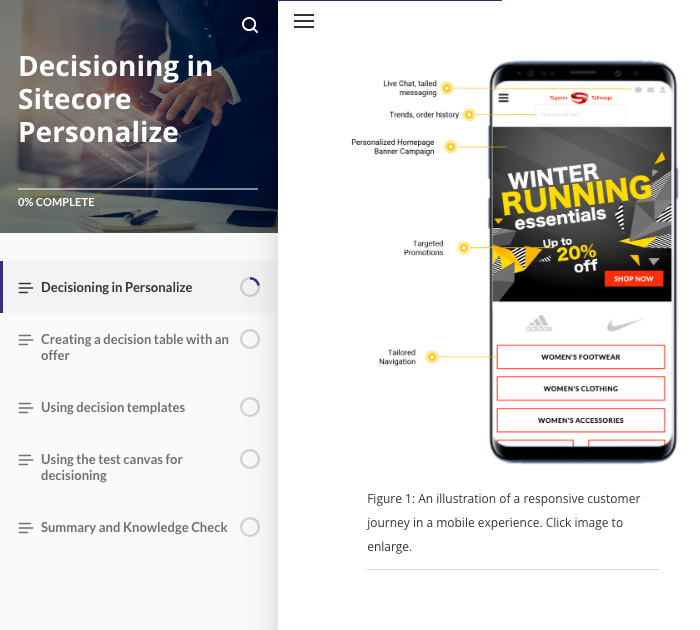 Decisioning in
Sitecore
Personalize
0% COMPLETE
Decisioning in Personalize
Creating a decision table with an
offer
Using decision templates
Using the test canvas for
decisioning
Summary and Knowledge Check
Live Chat, tailed
messaging
Trends, order history
Personalized Homepage
Banner Campaign
Targeted
Promotions
Tailored
Navigation
Spin S Shop
How can we help?
WINTER
RUNNING
essentials
Up to
20%
off
SHOP NOW
adidas
WOMEN'S FOOTWEAR
WOMEN'S CLOTHING
WOMEN'S ACCESSORIES
Figure 1: An illustration of a responsive customer
journey in a mobile experience. Click image to
enlarge.